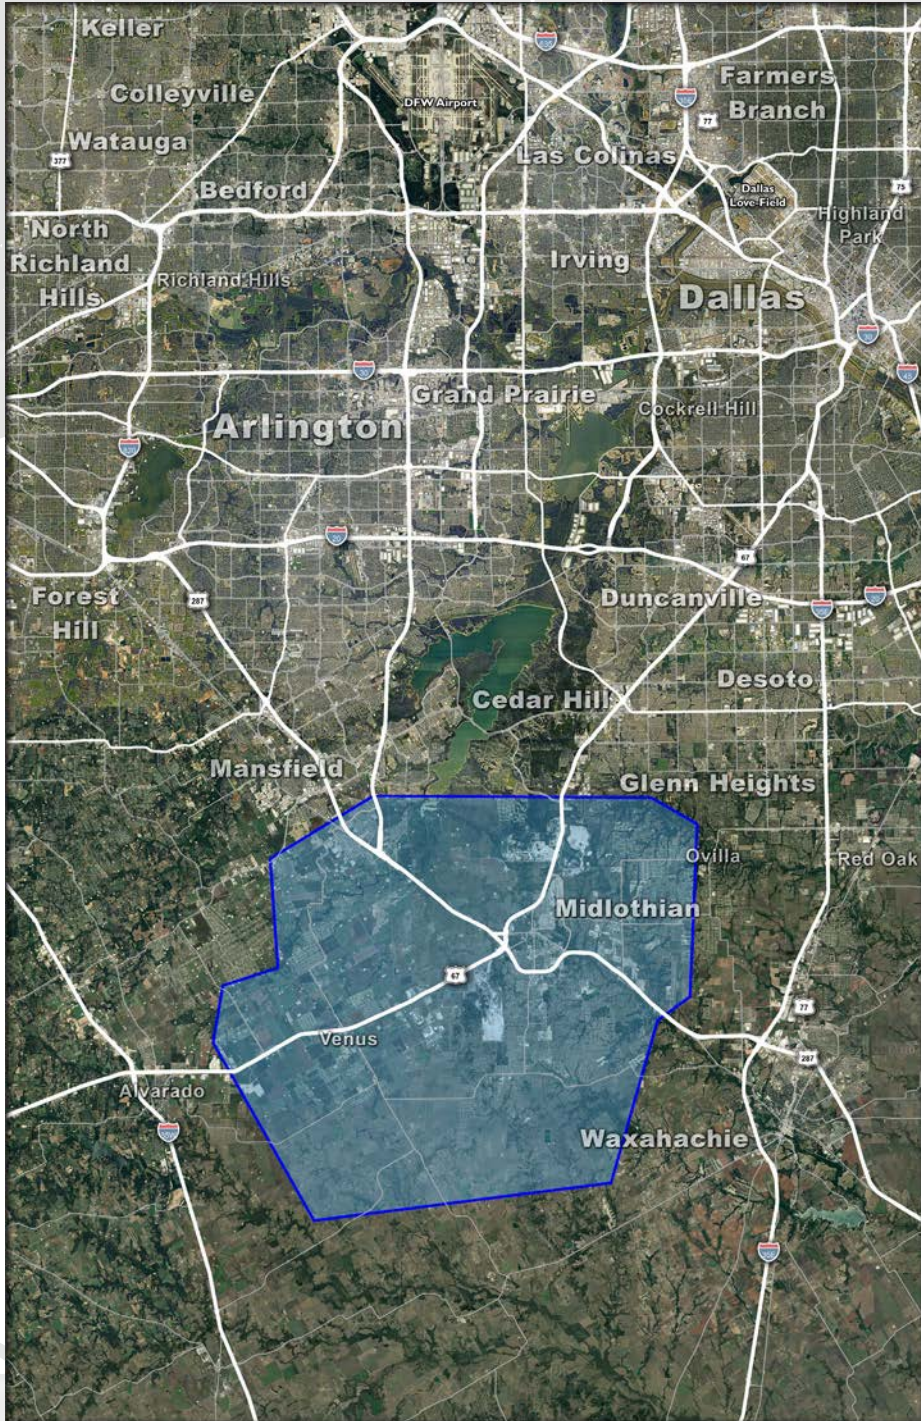 Keller
Farmers
Branch
Colleyville
DFW Airport
77
Watauga
377
Las Colinas
Bedford
Dallas
Love Field
75
Highland
Park
North
Richland
Hills
Richland Hills
Irving
Dallas
30
Grand Prairie
Cockrell Hill
Arlington
20
67
287
Forest
Hill
Duncanville
Desoto
Cedar Hill
Mansfield
Glenn Heights
Ovilla
Red Oak
Midlothian
67
77
Venus
287
Alvarado
Waxahachie